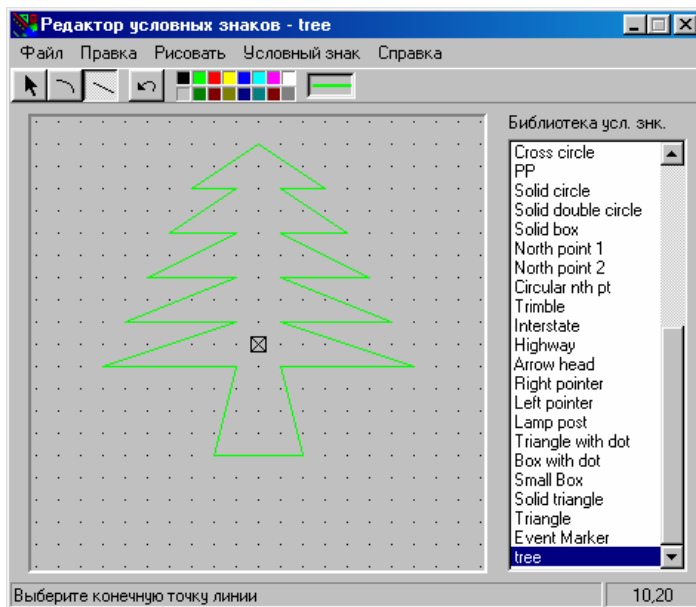 Редактор условных знаков - tree
Файл Правка Рисовать Условный знак Справка
Библиотека усл. знк.
Cross circle
PP
Solid circle
Solid double circle
Solid box
North point 1
North point 2
Circular nth pt
Trimble
Interstate
Highway
Arrow head
Right pointer
Left pointer
Lamp post
Triangle with dot
Box with dot
Small Box
Solid triangle
Triangle
Event Marker
tree
Выберите конечную точку линии
10,20